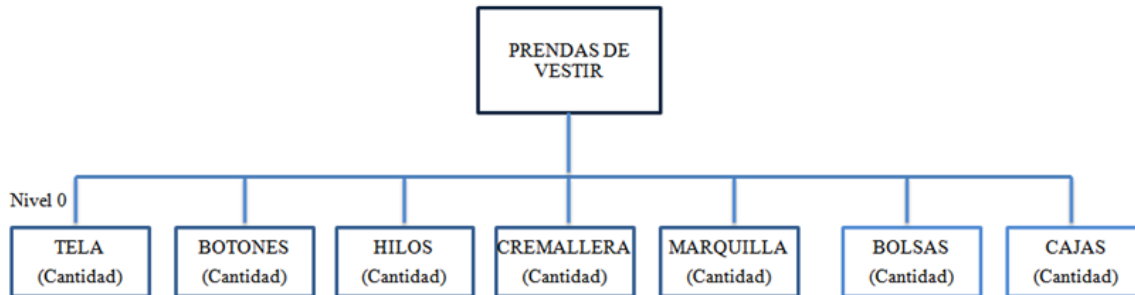 PRENDAS DE
VESTIR
Nivel 0
TELA
(Cantidad)
BOTONES
(Cantidad)
HILOS
(Cantidad)
CREMALLERA
(Cantidad)
MARQUILLA
(Cantidad)
BOLSAS
(Cantidad)
CAJAS
(Cantidad)